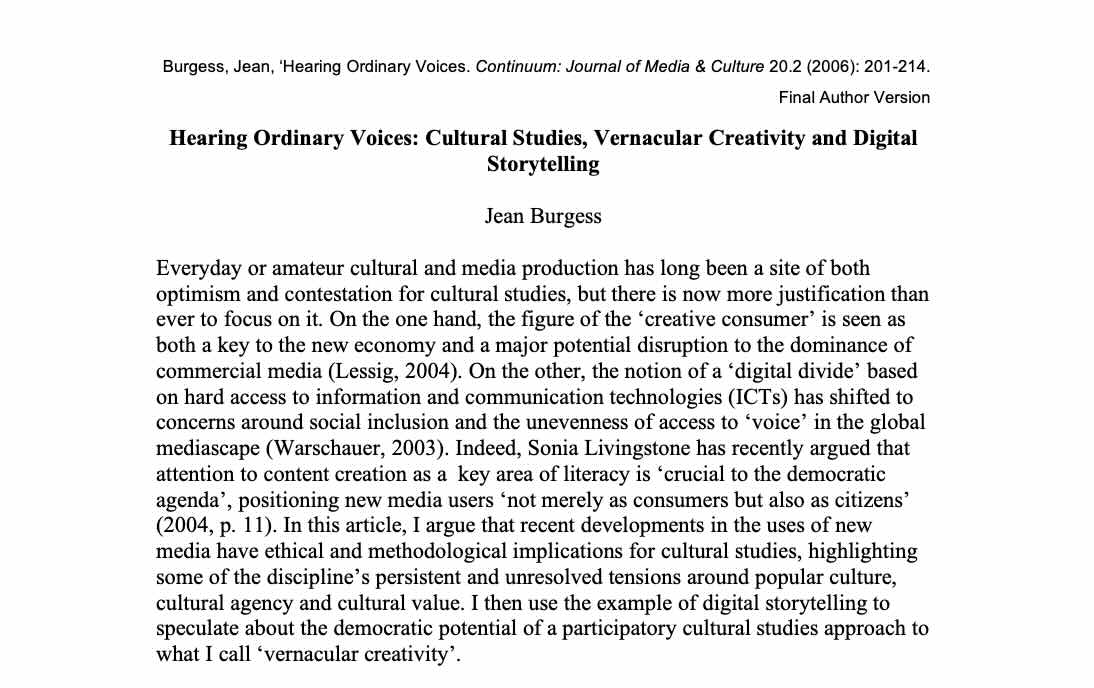 Burgess, Jean, ‘Hearing Ordinary Voices. Continuum: Journal of Media & Culture 20.2 (2006): 201-214.
Final Author Version
Hearing Ordinary Voices: Cultural Studies, Vernacular Creativity and Digital
Storytelling
Jean Burgess
Everyday or amateur cultural and media production has long been a site of both
optimism and contestation for cultural studies, but there is now more justification than
ever to focus on it. On the one hand, the figure of the ‘creative consumer’ is seen as
both a key to the new economy and a major potential disruption to the dominance of
commercial media (Lessig, 2004). On the other, the notion of a ‘digital divide’ based
on hard access to information and communication technologies (ICTs) has shifted to
concerns around social inclusion and the unevenness of access to ‘voice’ in the global
mediascape (Warschauer, 2003). Indeed, Sonia Livingstone has recently argued that
attention to content creation as a  key area of literacy is ‘crucial to the democratic
agenda’, positioning new media users ‘not merely as consumers but also as citizens’
(2004, p. 11). In this article, I argue that recent developments in the uses of new
media have ethical and methodological implications for cultural studies, highlighting
some of the discipline’s persistent and unresolved tensions around popular culture,
cultural agency and cultural value. I then use the example of digital storytelling to
speculate about the democratic potential of a participatory cultural studies approach to
what I call ‘vernacular creativity’.